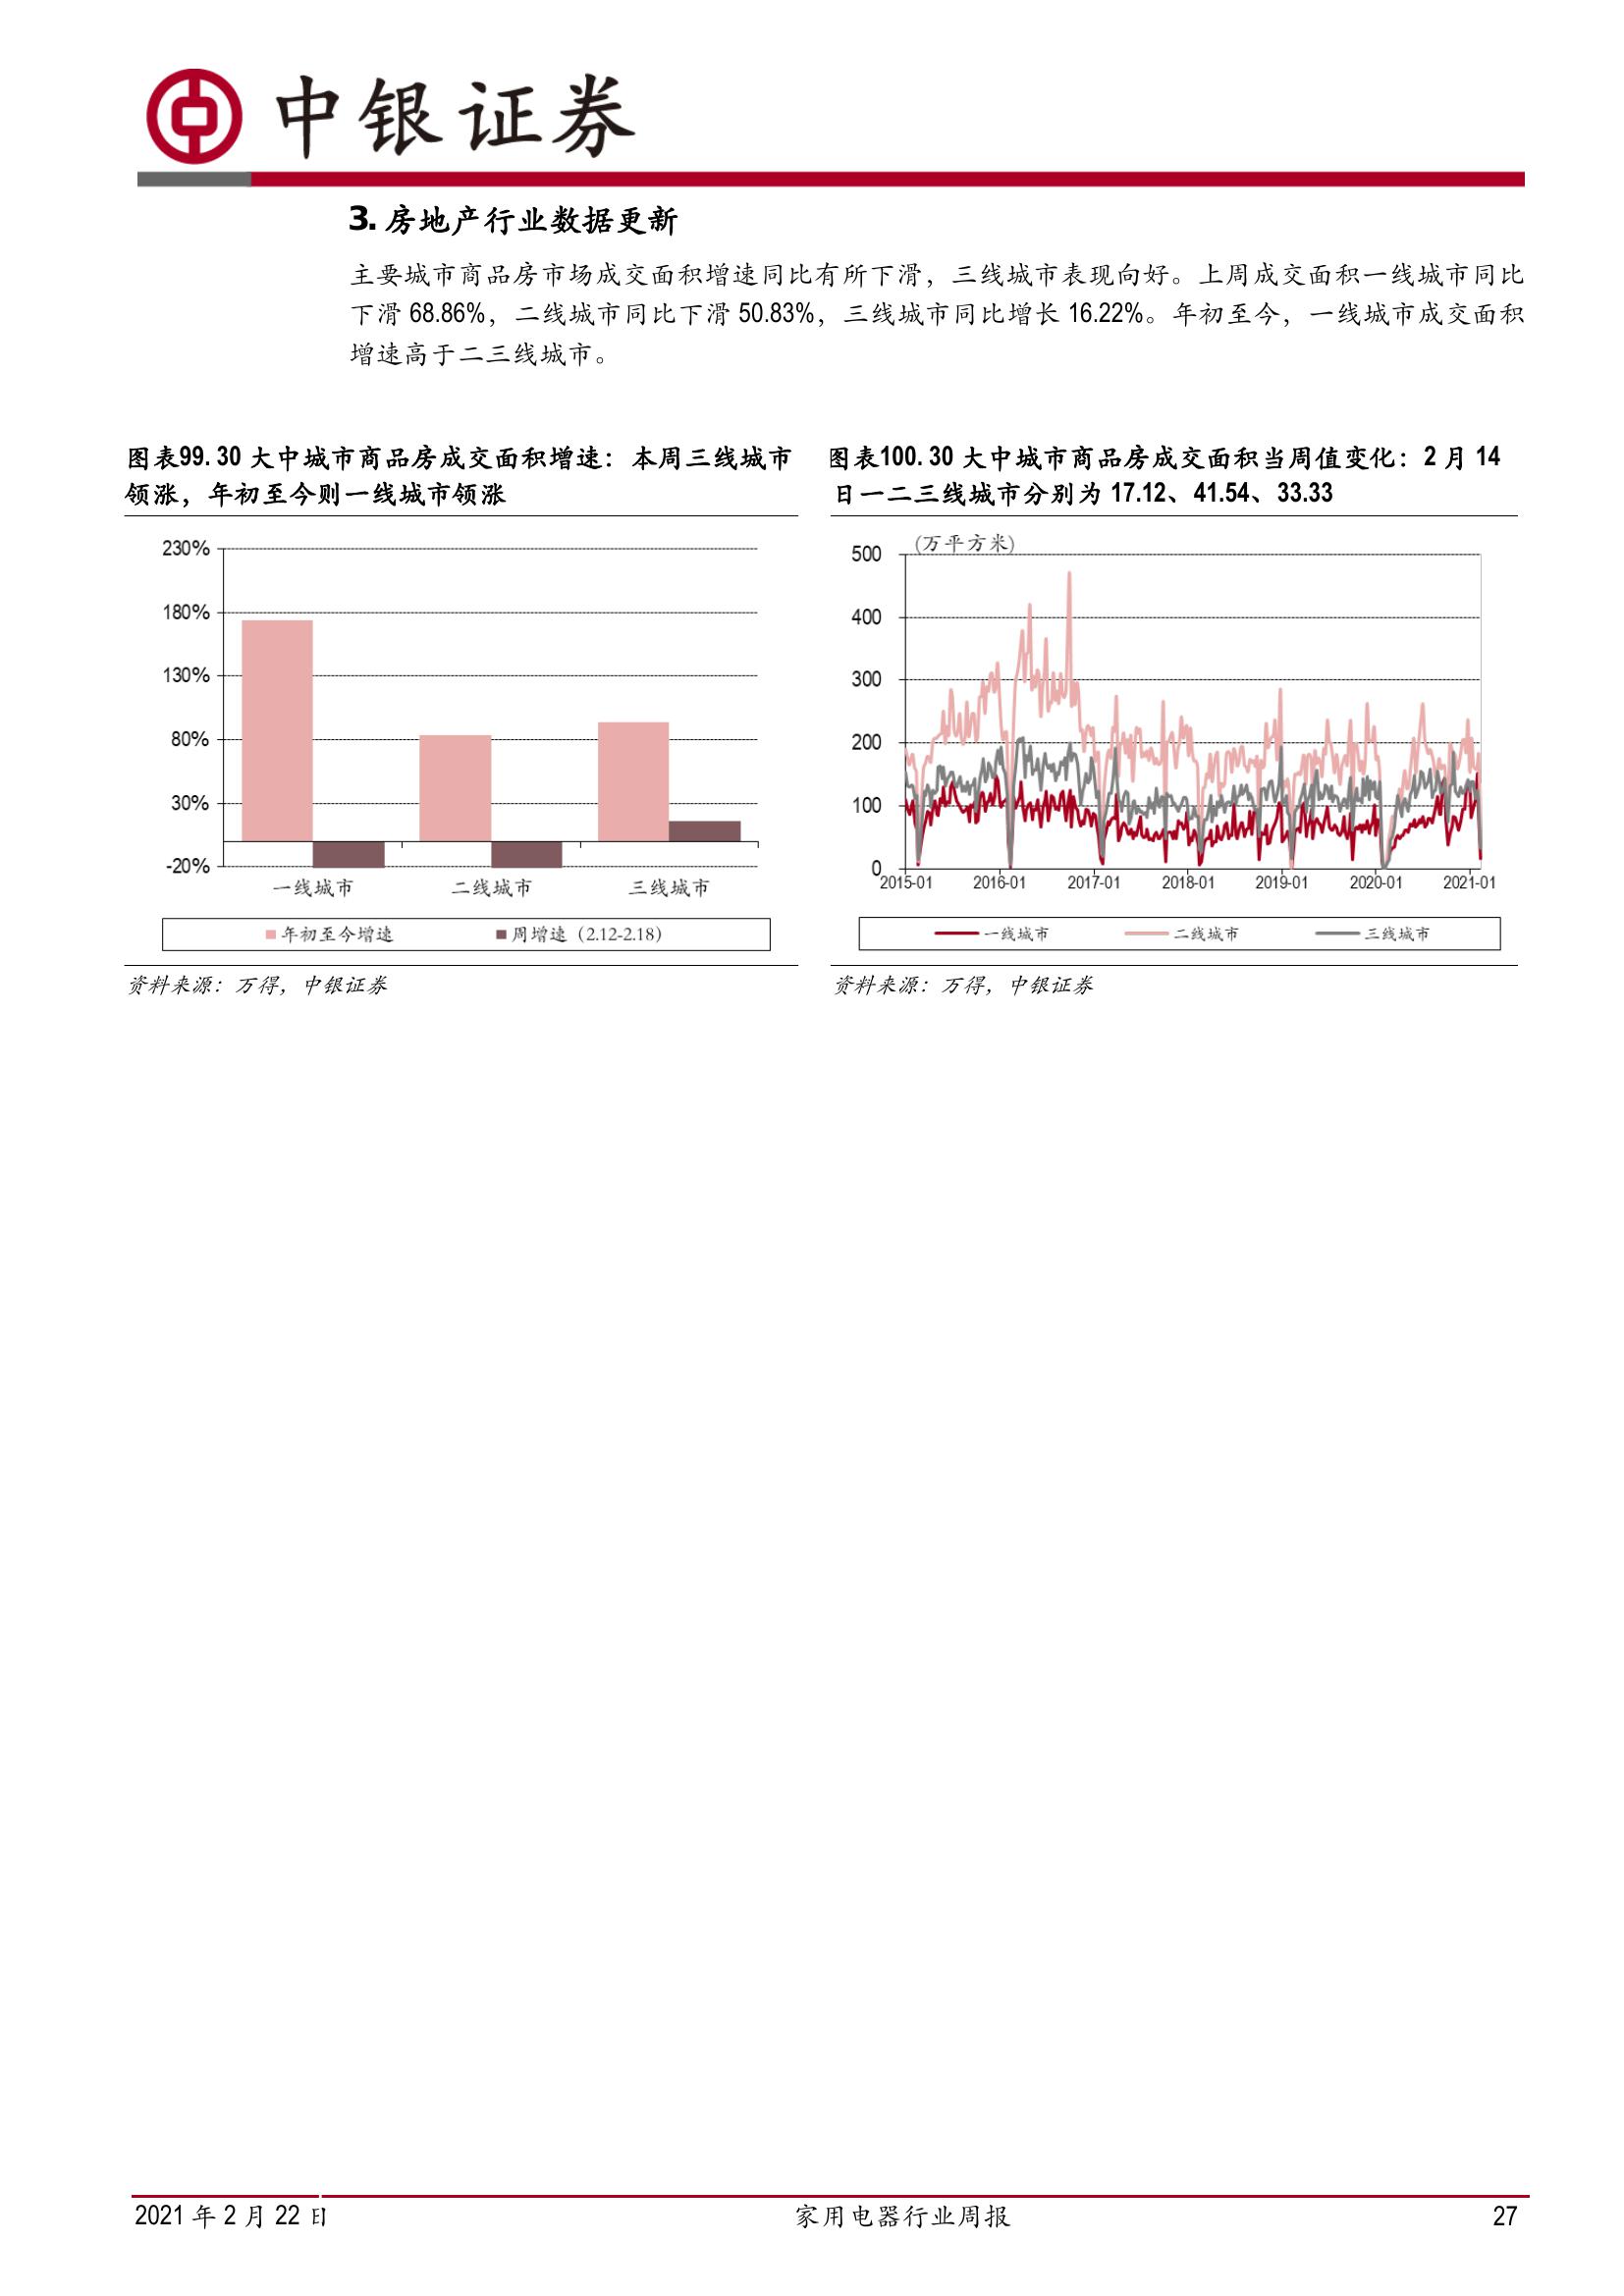 中银证券
3. 房地产行业数据更新
主要城市商品房市场成交面积增速同比有所下滑，三线城市表现向好。上周成交面积一线城市同比
下滑 68.86%，二线城市同比下滑 50.83%，三线城市同比增长 16.22%。年初至今，一线城市成交面积
增速高于二三线城市。
图表99. 30 大中城市商品房成交面积增速：本周三线城市
领涨，年初至今则一线城市领涨
230%
180%
130%
80%
30%
-20%
一线城市 二线城市 三线城市
年初至今增速 周增速（2.12-2.18）
资料来源：万得，中银证券
图表100. 30 大中城市商品房成交面积当周值变化：2 月 14
日一二三线城市分别为 17.12、41.54、33.33
(万平方米)
500
400
300
200
100
0
2015-01 2016-01 2017-01 2018-01 2019-01 2020-01 2021-01
一线城市 二线城市 三线城市
资料来源：万得，中银证券
2021 年 2 月 22 日 家用电器行业周报 27